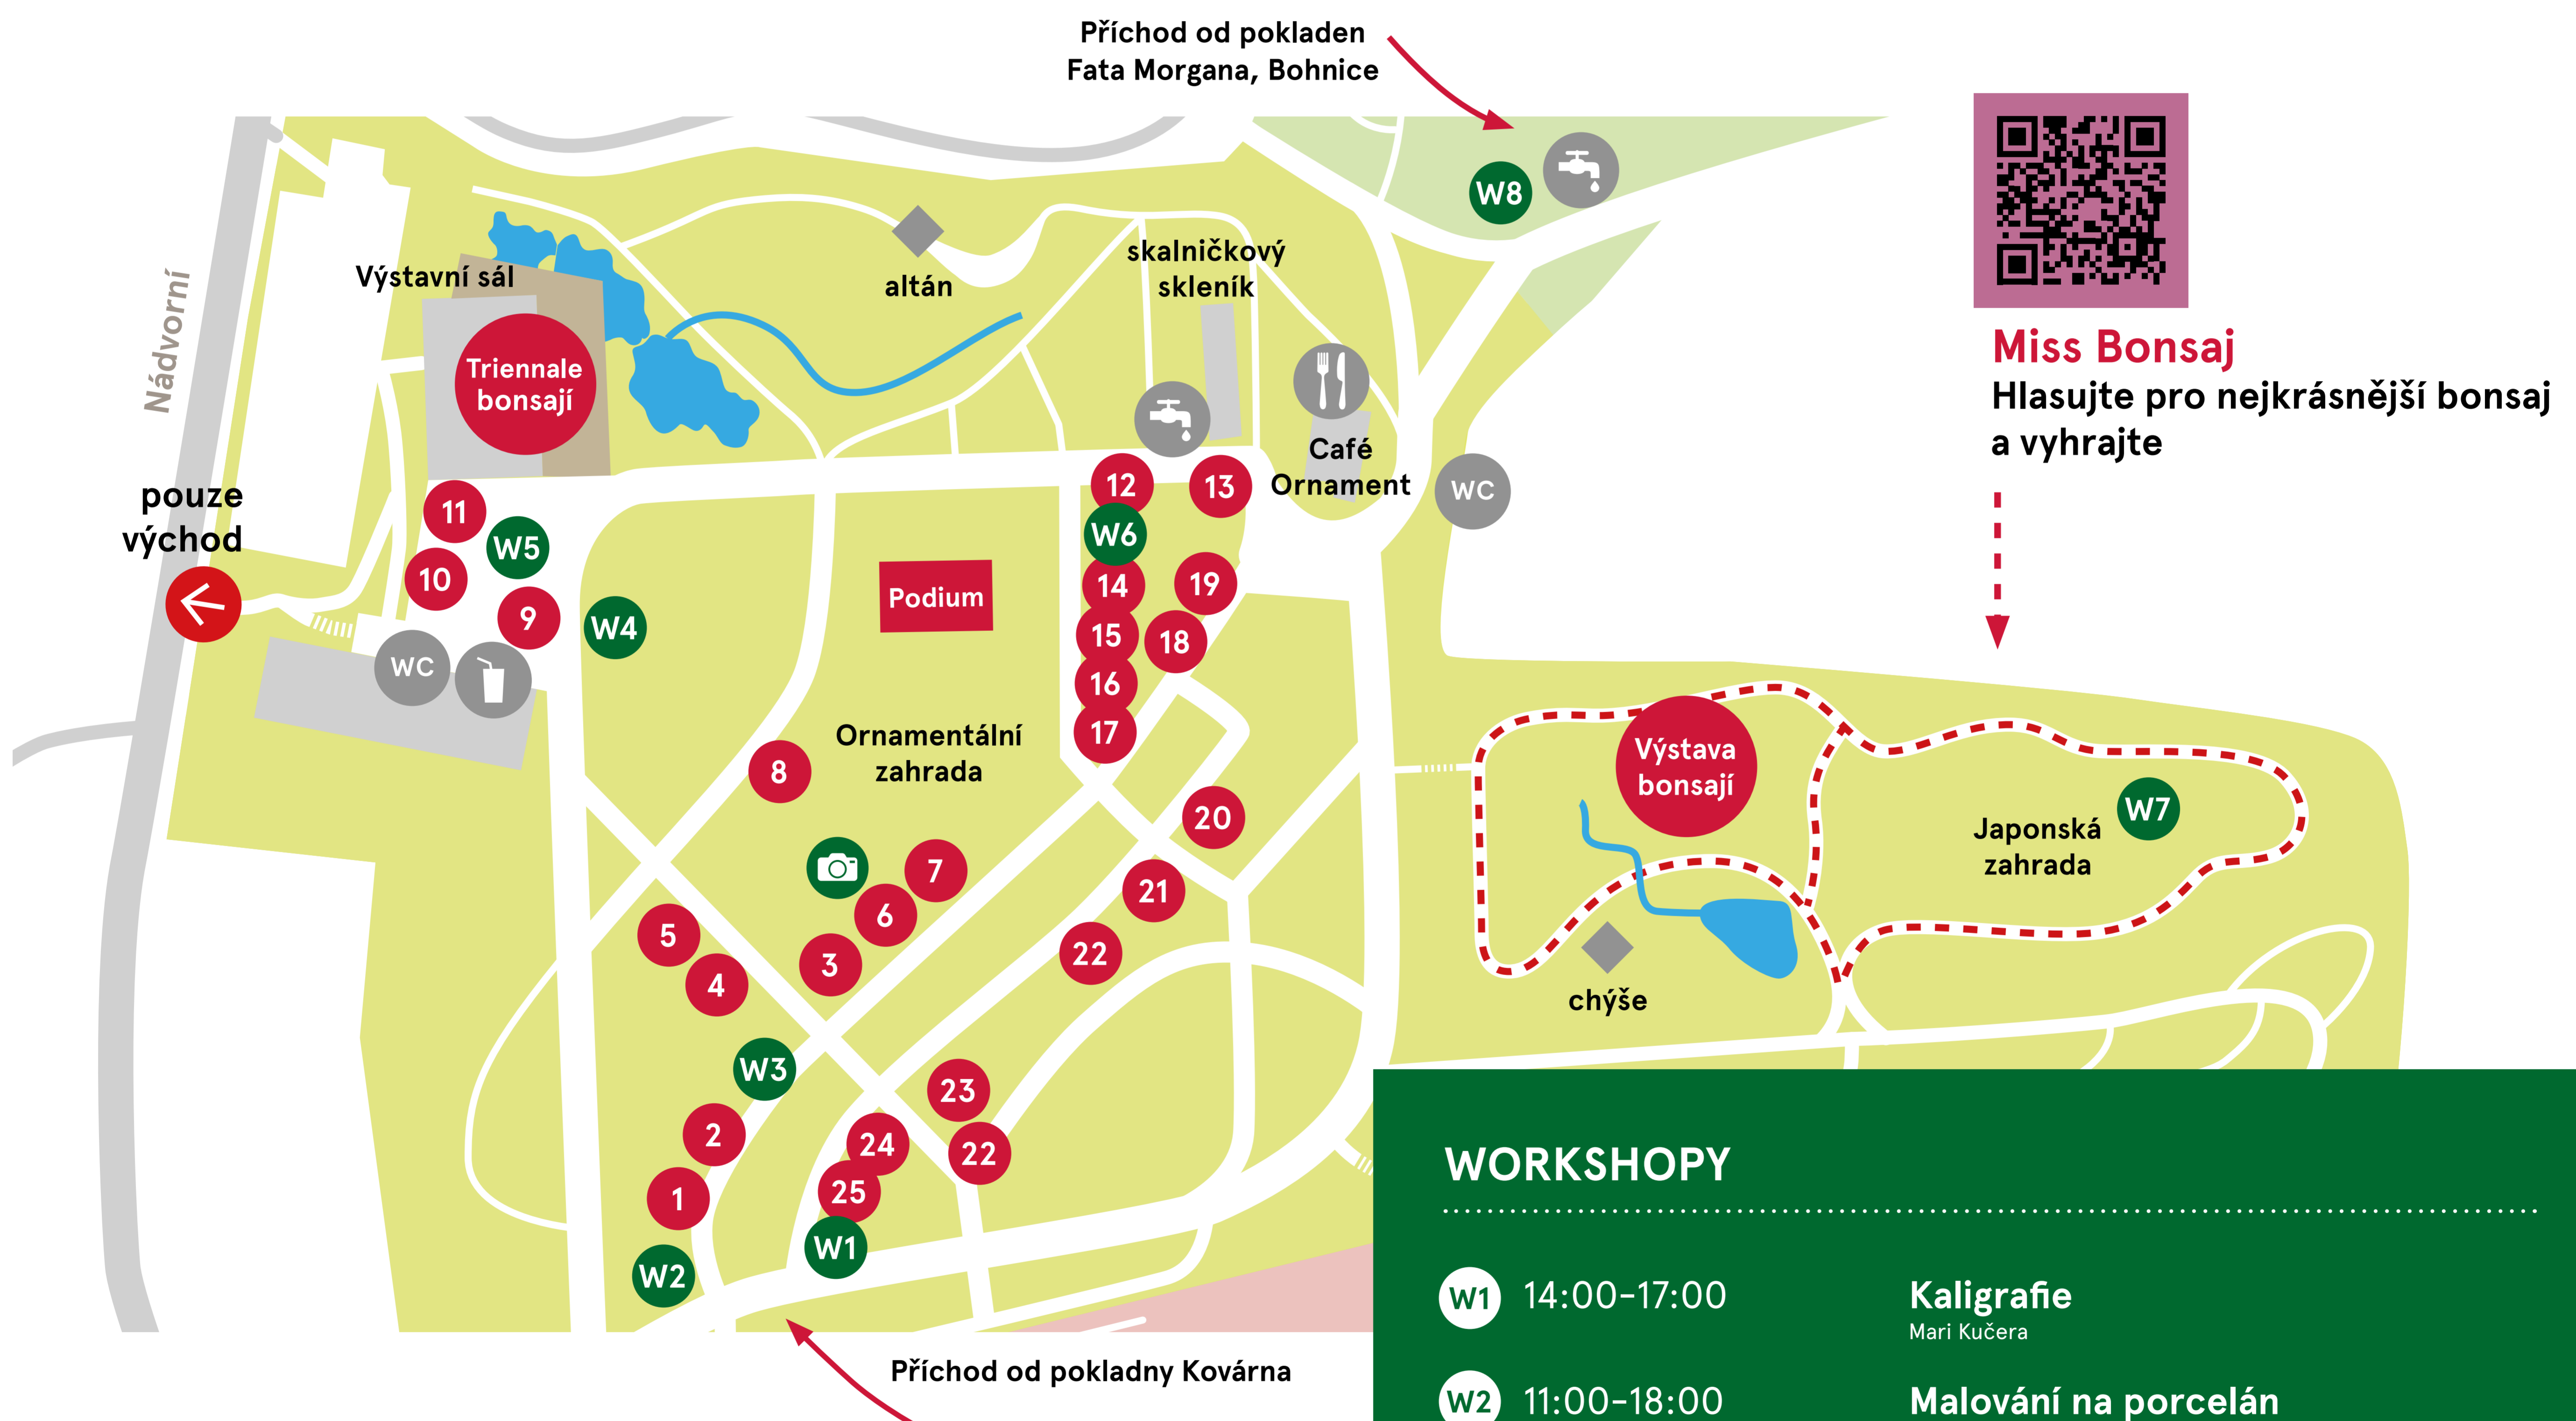 Příchod od pokladen
Fata Morgana, Bohnice
W8
Nádvorní
Výstavní sál
altán
skalničkový
skleník
Triennale
bonsají
Miss Bonsaj
Hlasujte pro nejkrásnější bonsaj
a vyhrajte
Café
Ornament
WC
pouze
východ
11
W5
10
9
W4
WC
12
13
W6
14
19
15
18
16
17
Podium
Ornamentální
zahrada
8
20
7
21
6
5
3
22
4
W3
23
2
24
22
1
25
W1
W2
Výstava
bonsají
W7
Japonská
zahrada
chýše
Příchod od pokladny Kovárna
WORKSHOPY
W1 14:00–17:00 Kaligrafie
Mari Kučera
W2 11:00–18:00 Malování na porcelán